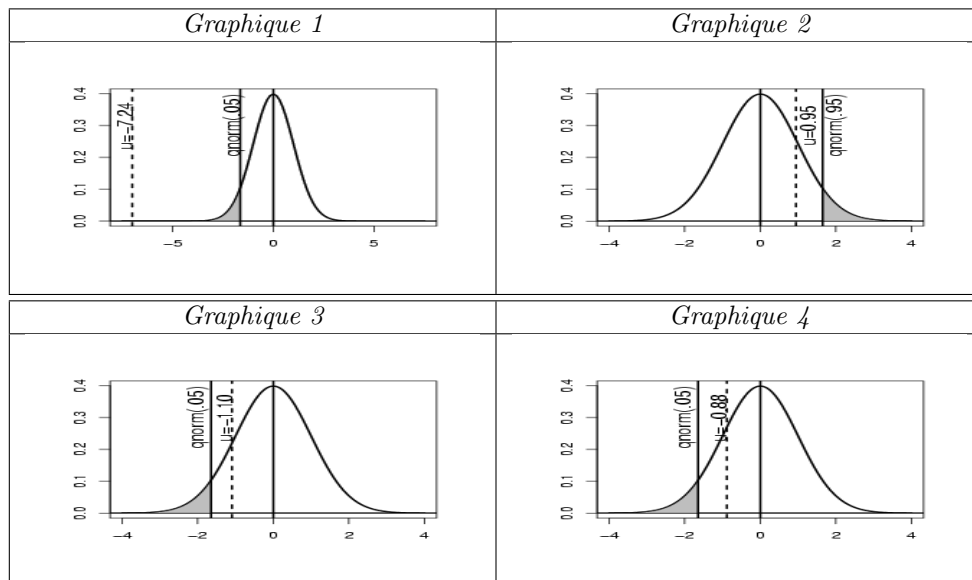 Graphique 1
Graphique 2
0.0 0.1 0.2 0.3 0.4
u=-7.24
qnorm(.05)
-5 0 5
0.0 0.1 0.2 0.3 0.4
u=0.95
qnorm(.95)
-4 -2 0 2 4
Graphique 3
Graphique 4
0.0 0.1 0.2 0.3 0.4
qnorm(.05)
u=-1.10
-4 -2 0 2 4
0.0 0.1 0.2 0.3 0.4
qnorm(.05)
u=-0.88
-4 -2 0 2 4